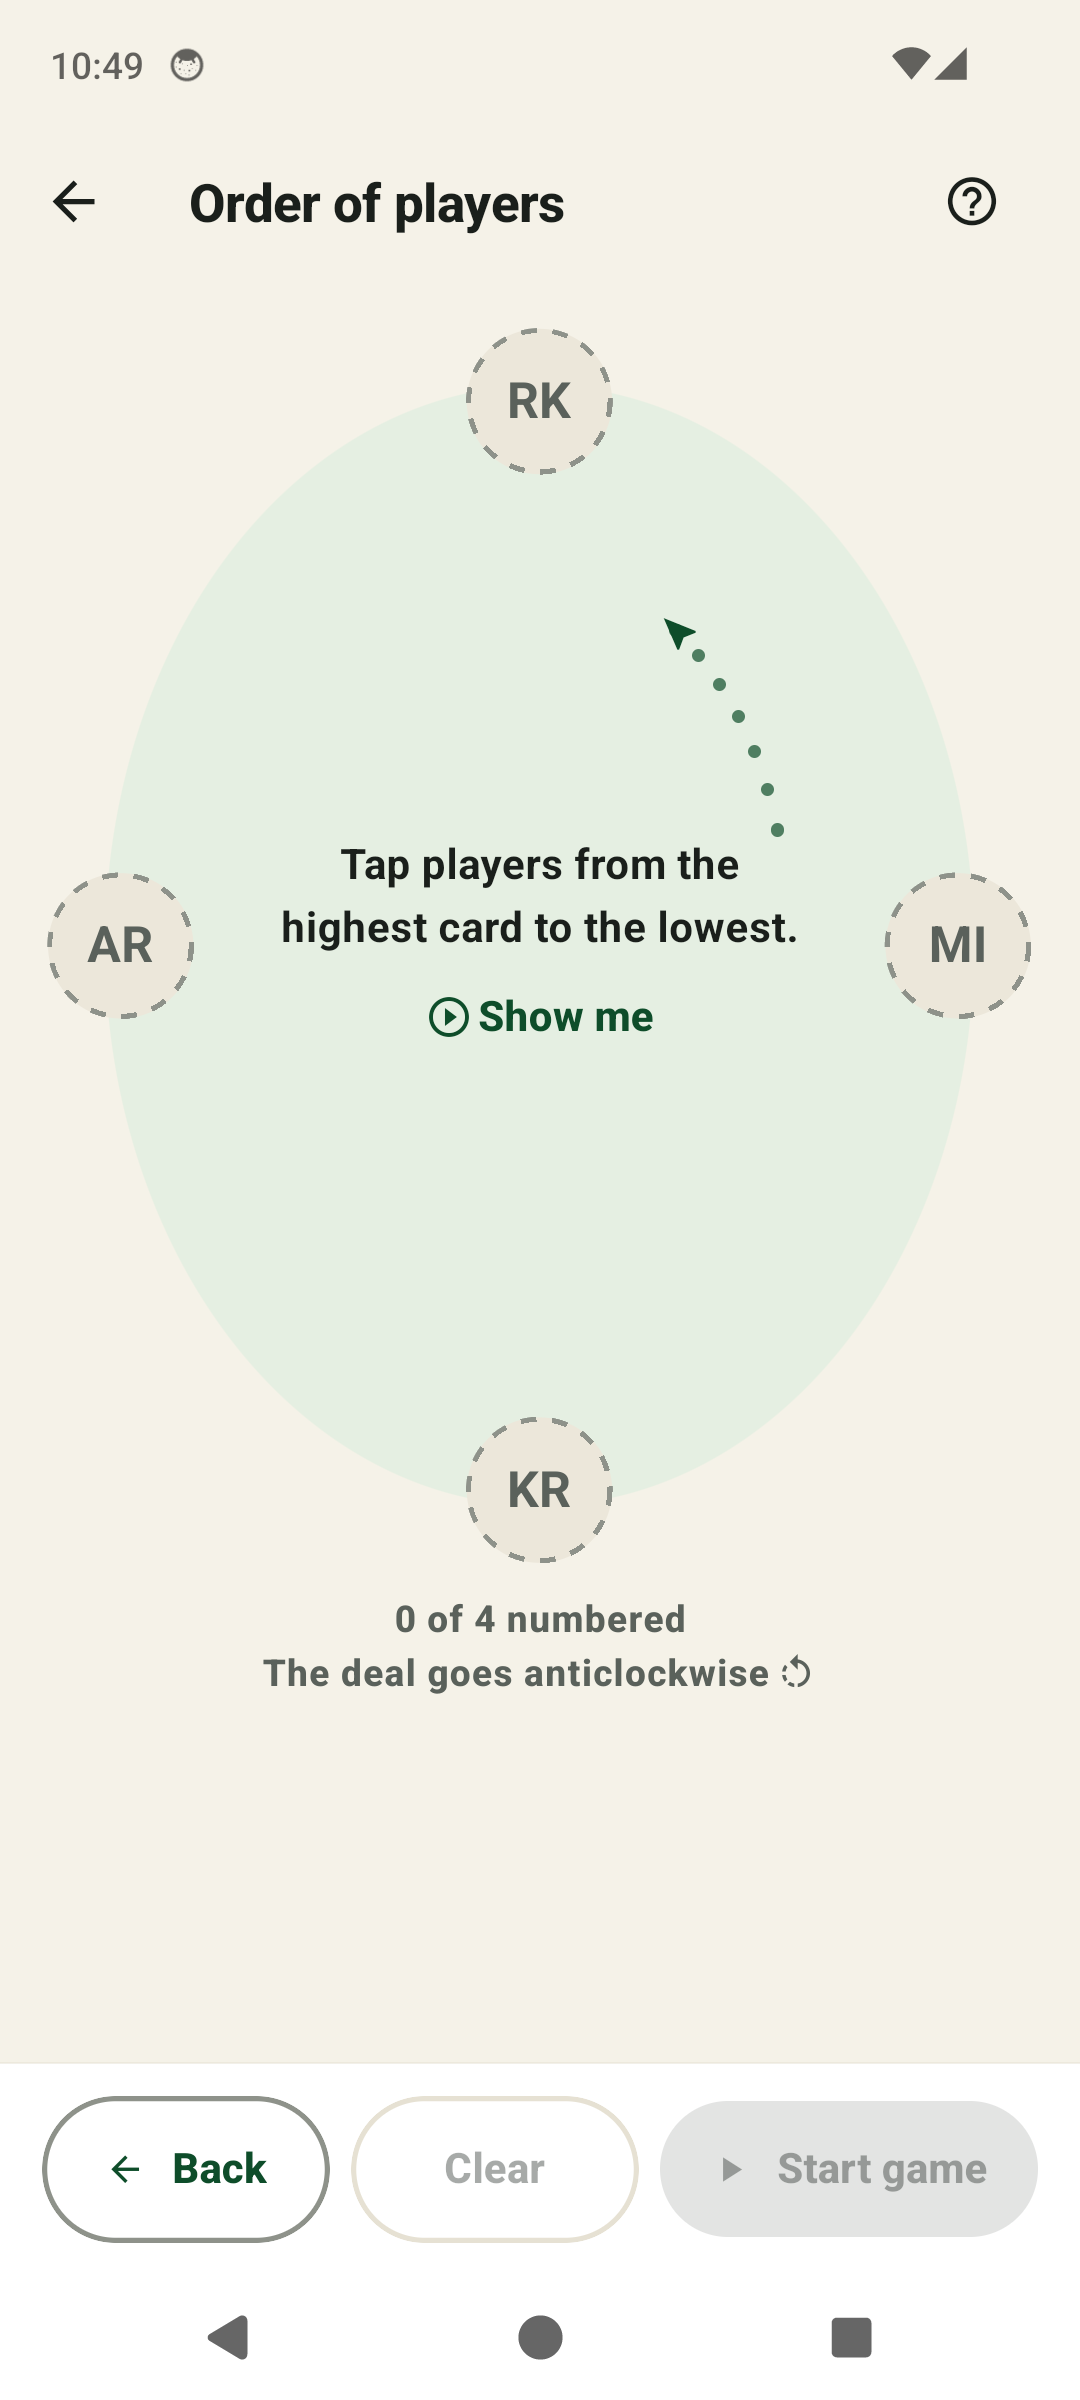 10:49
Order of players
RK
Tap players from the
highest card to the lowest.
AR
MI
Show me
KR
0 of 4 numbered
The deal goes anticlockwise
Back
Clear
Start game